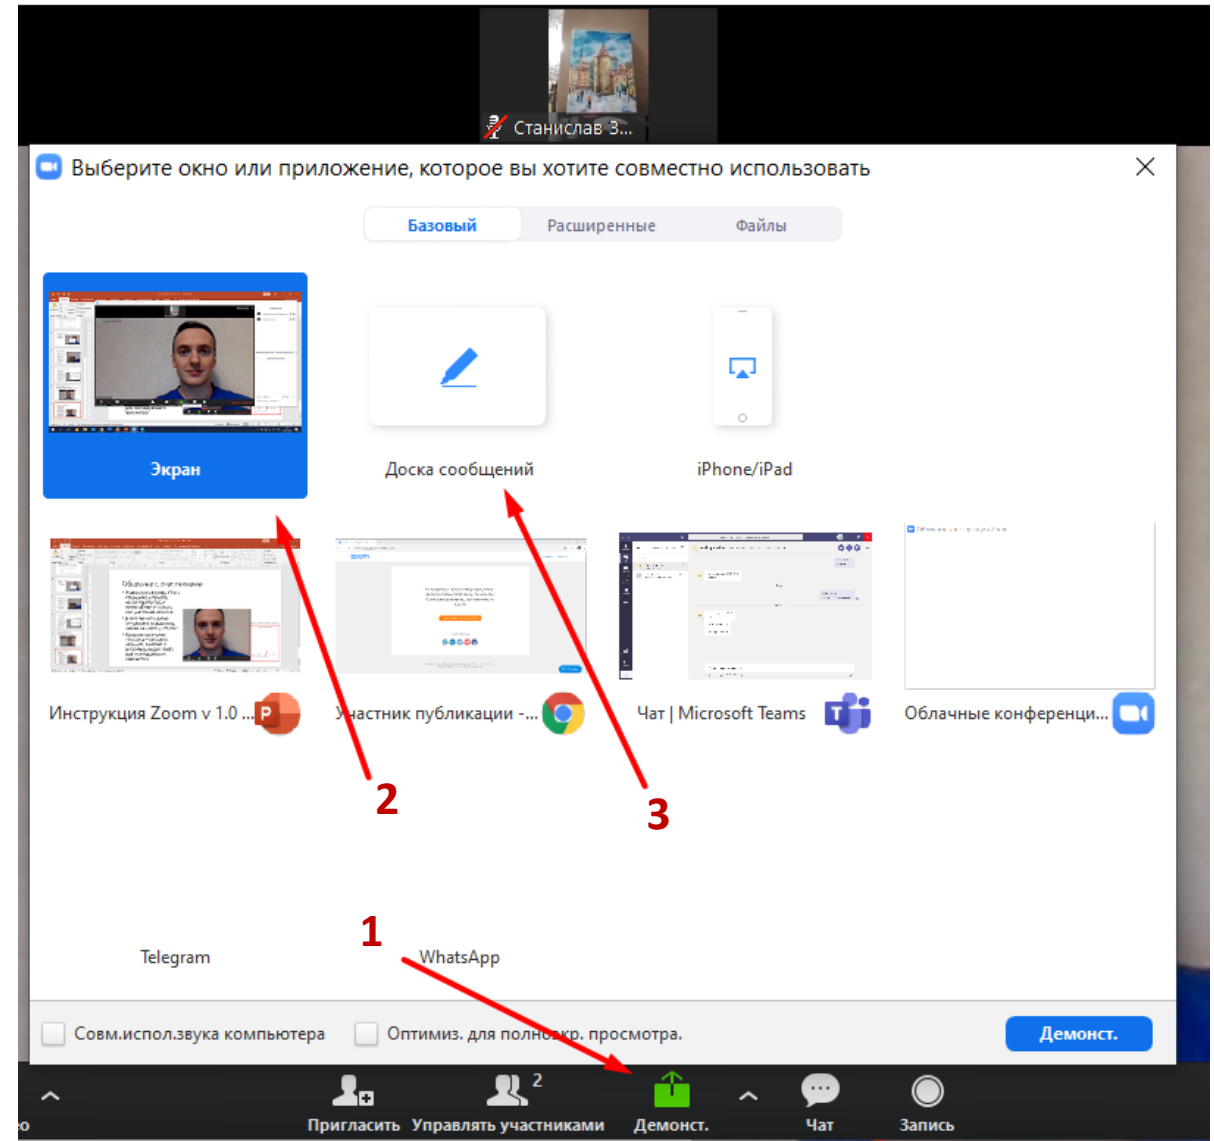 Станислав З...
Выберите окно или приложение, которое вы хотите совместно использовать
Базовый
Расширенные
Файлы
Экран
Доска сообщений
iPhone/iPad
zoom
Инструкция Zoom v 1.0 ...
P
Участник публикации -...
Чат | Microsoft Teams
T
Облачные конференци...
2
3
1
Telegram
WhatsApp
Совм.испол.звука компьютера
Оптимиз. для полноэкр. просмотра.
Демонст.
2
Пригласить
Управлять участниками
Демонст.
Чат
Запись